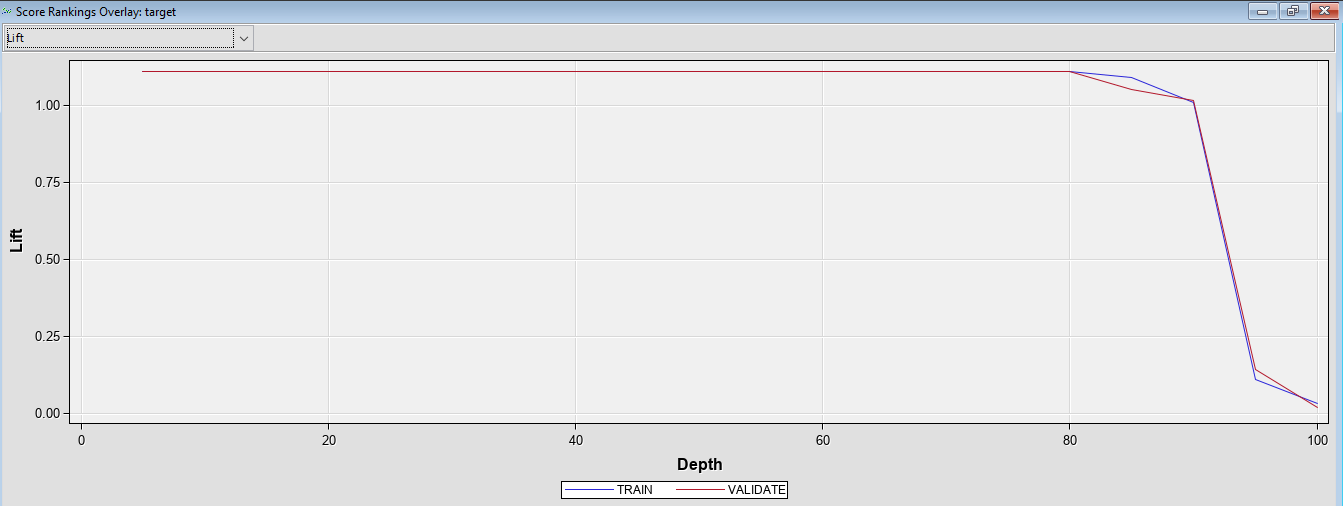 Score Rankings Overlay: target
Lift
1.00
0.75
0.50
0.25
0.00
Lift
0
20
40
60
80
100
Depth
TRAIN
VALIDATE